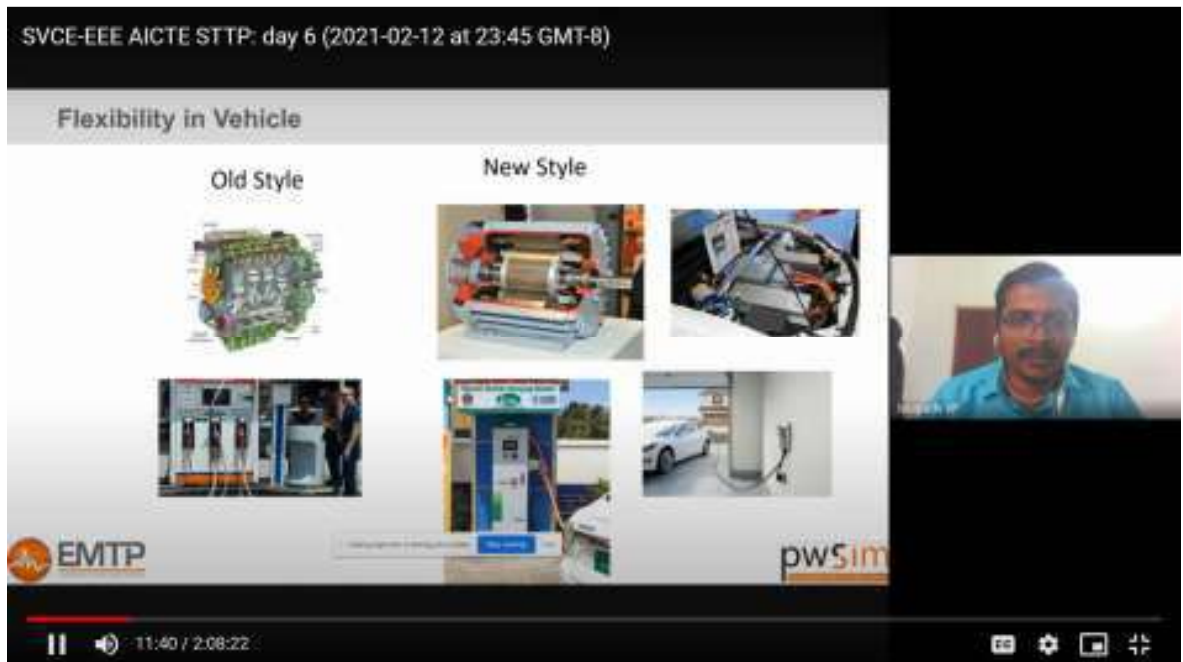 SVCE-EEE AICTE STTP: day 6 (2021-02-12 at 23:45 GMT-8)
Flexibility in Vehicle
Old Style
New Style
EMTP
pwSim
11:40 / 2:08:22
CC